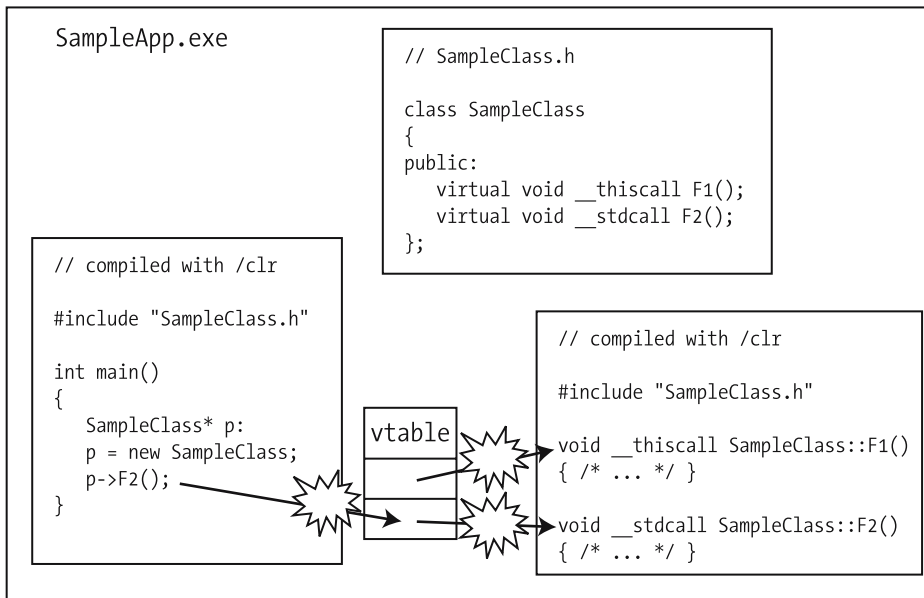 SampleApp.exe
// SampleClass.h
class SampleClass
{
public:
virtual void __thiscall F1();
virtual void __stdcall F2();
};
// compiled with /clr
#include "SampleClass.h"
int main()
{
SampleClass* p:
p = new SampleClass;
p->F2();
}
vtable
// compiled with /clr
#include "SampleClass.h"
void __thiscall SampleClass::F1()
{ /* ... */ }
void __stdcall SampleClass::F2()
{ /* ... */ }